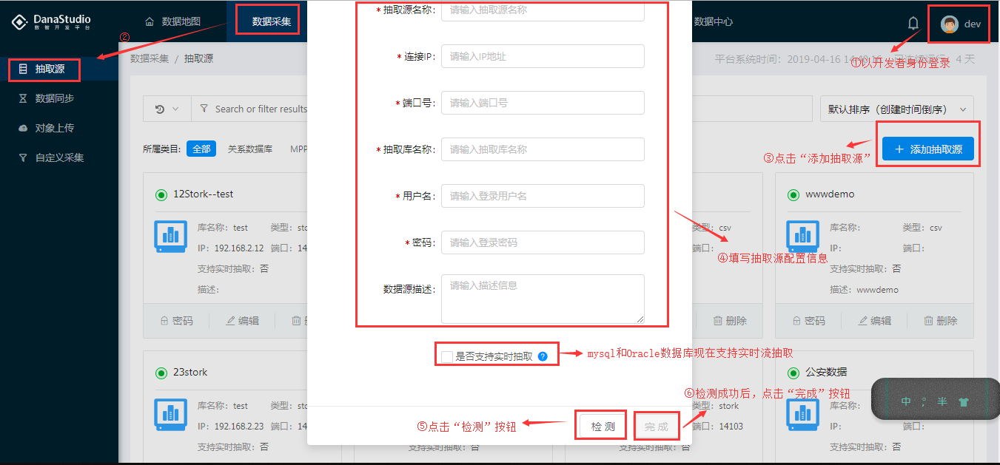 DanaStudio
数智开发平台
数据地图
数据采集
数据中心
dev
②
抽取源
数据同步
对象上传
自定义采集
数据采集 / 抽取源
平台系统时间: 2019-04-16
4 天
①以开发者身份登录
Search or filter results
默认排序（创建时间倒序）
所属类目:
全部
关系数据库
MPP
③点击“添加抽取源”
+ 添加抽取源
* 抽取源名称:
请输入抽取源名称
* 连接IP:
请输入IP地址
* 端口号:
请输入端口号
* 抽取库名称:
请输入抽取库名称
* 用户名:
请输入登录用户名
* 密码:
请输入登录密码
数据源描述:
请输入描述信息
④填写抽取源配置信息
是否支持实时抽取 ?
mysql和Oracle数据库现在支持实时流抽取
⑤点击“检测”按钮
检 测
完 成
⑥检测成功后，点击“完成”按钮
12Stork--test
库名称: test 类型: sto
IP: 192.168.2.12 端口: 14
支持实时抽取: 否
描述:
密码
编辑
类型: csv
端口:
删除
wwwdemo
库名称: 类型: csv
IP: 端口:
支持实时抽取: 否
描述: wwwdemo
密码
编辑
删除
23stork
库名称: test 类型: sto
IP: 192.168.2.23 端口: 14
支持实时抽取: 否
支持实时抽取: 否
类型: stork
端口: 14103
支持实时抽取: 否
公安数据
库名称:
IP: 端口:
支持实时抽取: 否
中 半